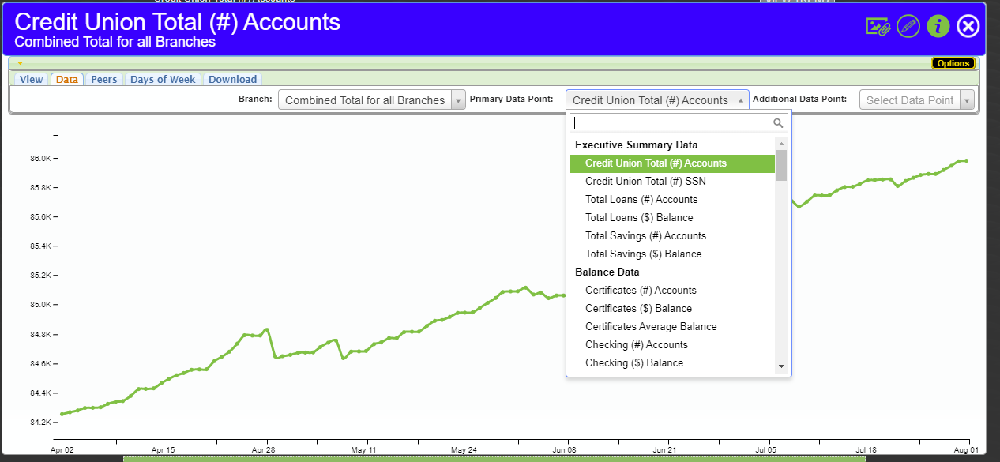 Credit Union Total (#) Accounts
Combined Total for all Branches
Options
View Data Peers Days of Week Download
Branch: Combined Total for all Branches Primary Data Point: Credit Union Total (#) Accounts Additional Data Point: Select Data Point
Executive Summary Data
Credit Union Total (#) Accounts
Credit Union Total (#) SSN
Total Loans (#) Accounts
Total Loans ($) Balance
Total Savings (#) Accounts
Total Savings ($) Balance
Balance Data
Certificates (#) Accounts
Certificates ($) Balance
Certificates Average Balance
Checking (#) Accounts
Checking ($) Balance
86.0K
85.8K
85.6K
85.4K
85.2K
85.0K
84.8K
84.6K
84.4K
84.2K
Apr 02 Apr 15 Apr 28 May 11 May 24 Jun 08 Jun 21 Jul 05 Jul 18 Aug 01